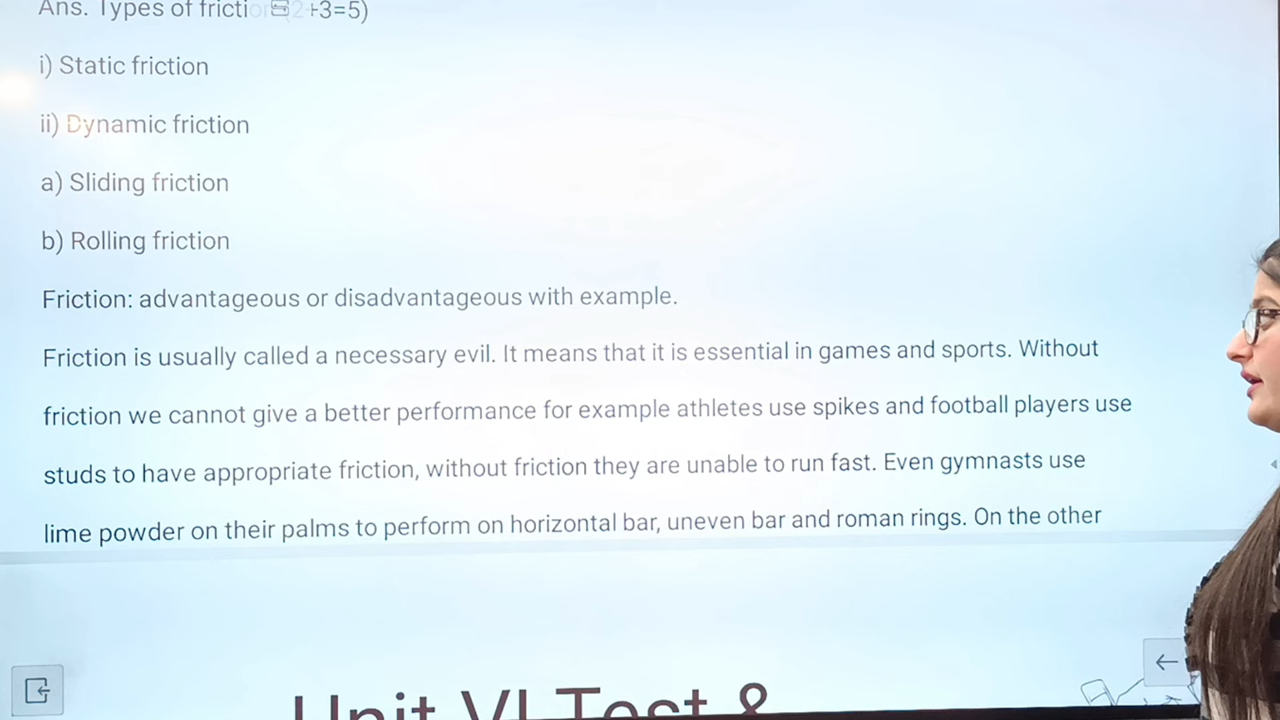 Ans. Types of friction (2+3=5)
i) Static friction
ii) Dynamic friction
a) Sliding friction
b) Rolling friction
Friction: advantageous or disadvantageous with example.
Friction is usually called a necessary evil. It means that it is essential in games and sports. Without
friction we cannot give a better performance for example athletes use spikes and football players use
studs to have appropriate friction, without friction they are unable to run fast. Even gymnasts use
lime powder on their palms to perform on horizontal bar, uneven bar and roman rings. On the other
Unit VI Test &